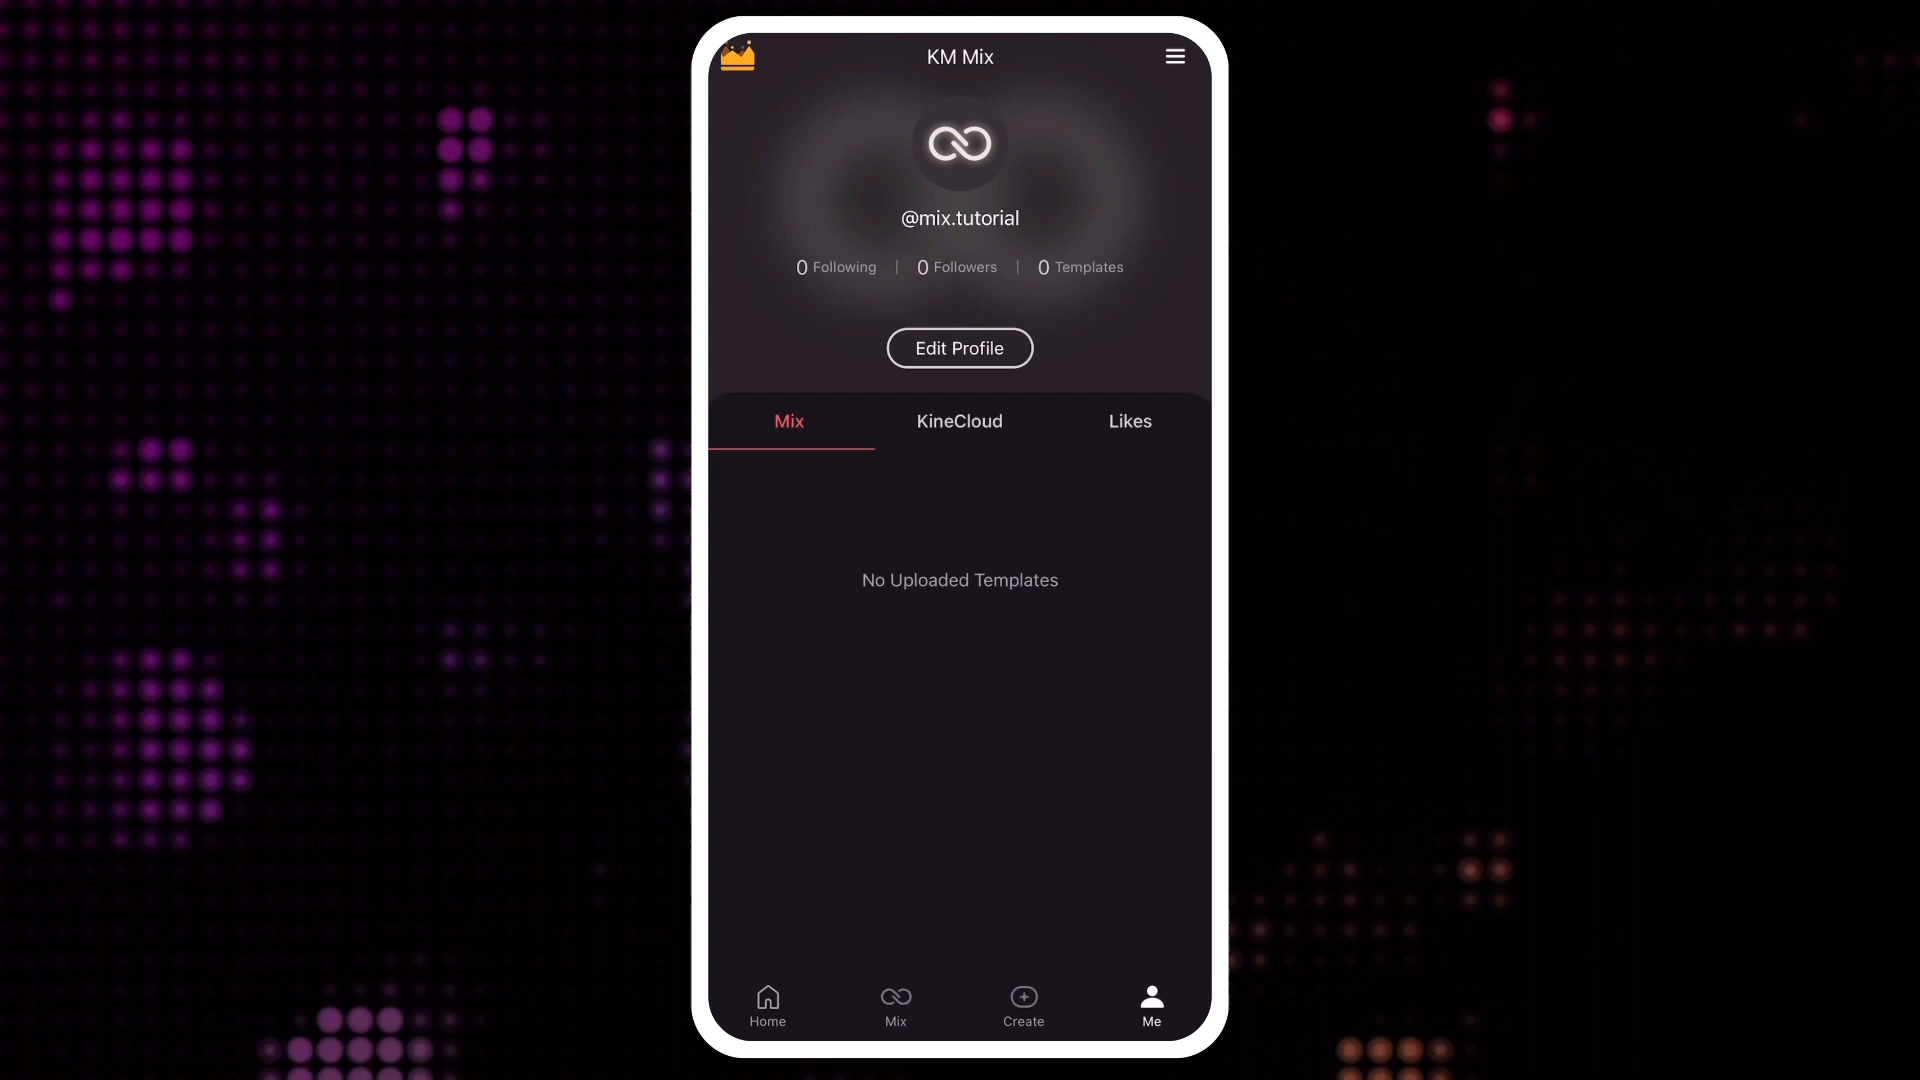 KM Mix
@mix.tutorial
0 Following | 0 Followers | 0 Templates
Edit Profile
Mix KineCloud Likes
No Uploaded Templates
Home Mix Create Me